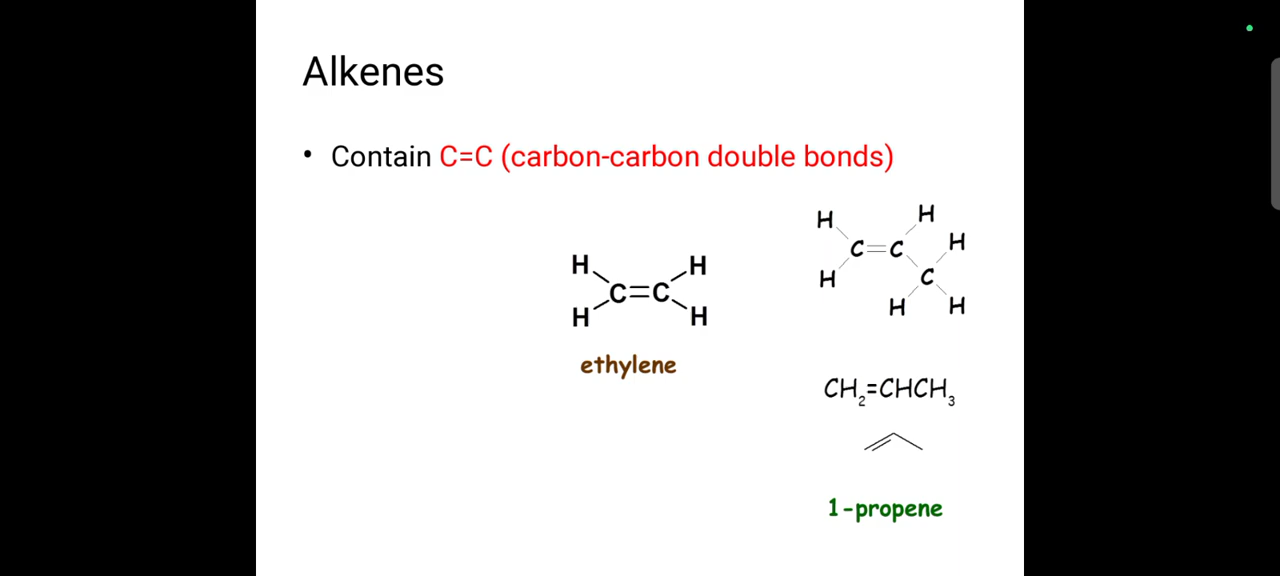 Alkenes
• Contain C=C (carbon-carbon double bonds)
H H
C=C
H H
ethylene
H H
C=C H
H C
H H
CH₂=CHCH₃
1-propene